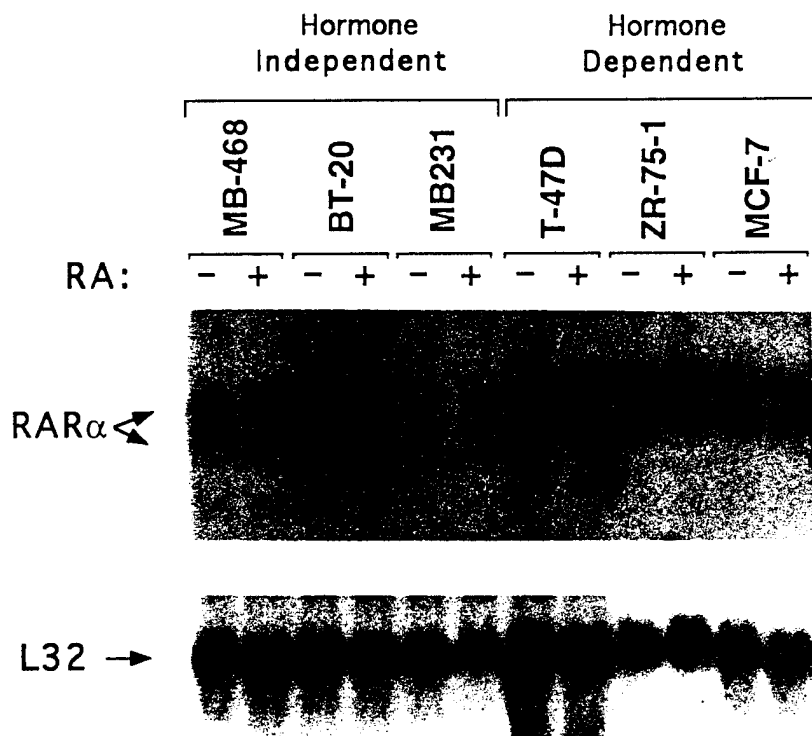 Hormone Independent
Hormone Dependent
MB-468
BT-20
MB231
T-47D
ZR-75-1
MCF-7
RA: - + - + - + - + - + - +
RARα
L32